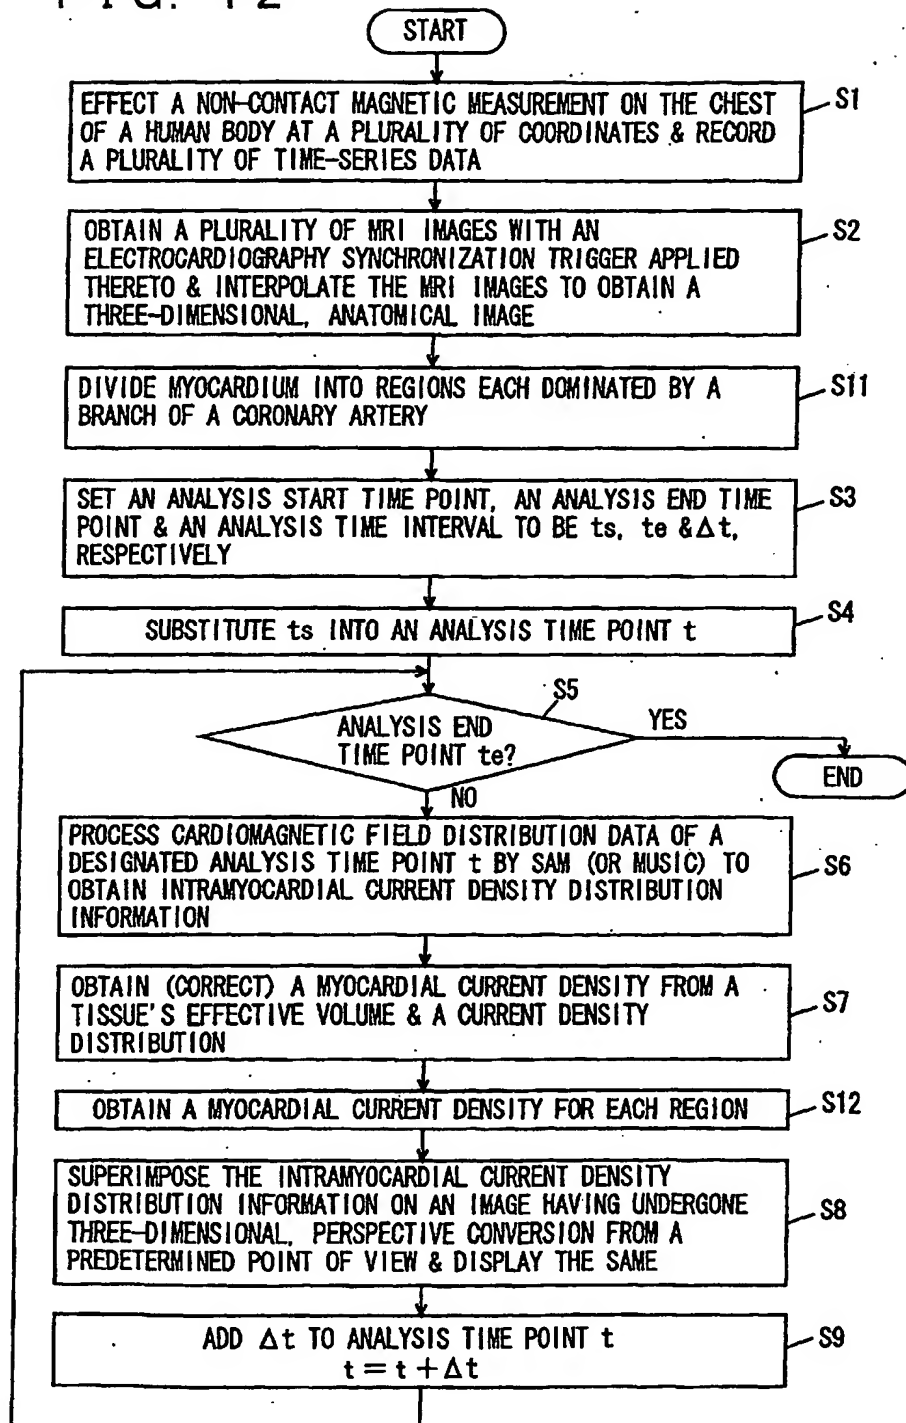 FIG. 12
START
EFFECT A NON-CONTACT MAGNETIC MEASUREMENT ON THE CHEST
OF A HUMAN BODY AT A PLURALITY OF COORDINATES & RECORD
A PLURALITY OF TIME-SERIES DATA
S1
OBTAIN A PLURALITY OF MRI IMAGES WITH AN
ELECTROCARDIOGRAPHY SYNCHRONIZATION TRIGGER APPLIED
THERETO & INTERPOLATE THE MRI IMAGES TO OBTAIN A
THREE-DIMENSIONAL, ANATOMICAL IMAGE
S2
DIVIDE MYOCARDIUM INTO REGIONS EACH DOMINATED BY A
BRANCH OF A CORONARY ARTERY
S11
SET AN ANALYSIS START TIME POINT, AN ANALYSIS END TIME
POINT & AN ANALYSIS TIME INTERVAL TO BE ts, te &Δt,
RESPECTIVELY
S3
SUBSTITUTE ts INTO AN ANALYSIS TIME POINT t
S4
S5
ANALYSIS END
TIME POINT te?
YES
END
NO
PROCESS CARDIOMAGNETIC FIELD DISTRIBUTION DATA OF A
DESIGNATED ANALYSIS TIME POINT t BY SAM (OR MUSIC) TO
OBTAIN INTRAMYOCARDIAL CURRENT DENSITY DISTRIBUTION
INFORMATION
S6
OBTAIN (CORRECT) A MYOCARDIAL CURRENT DENSITY FROM A
TISSUE'S EFFECTIVE VOLUME & A CURRENT DENSITY
DISTRIBUTION
S7
OBTAIN A MYOCARDIAL CURRENT DENSITY FOR EACH REGION
S12
SUPERIMPOSE THE INTRAMYOCARDIAL CURRENT DENSITY
DISTRIBUTION INFORMATION ON AN IMAGE HAVING UNDERGONE
THREE-DIMENSIONAL, PERSPECTIVE CONVERSION FROM A
PREDETERMINED POINT OF VIEW & DISPLAY THE SAME
S8
ADD Δt TO ANALYSIS TIME POINT t
t = t + Δt
S9